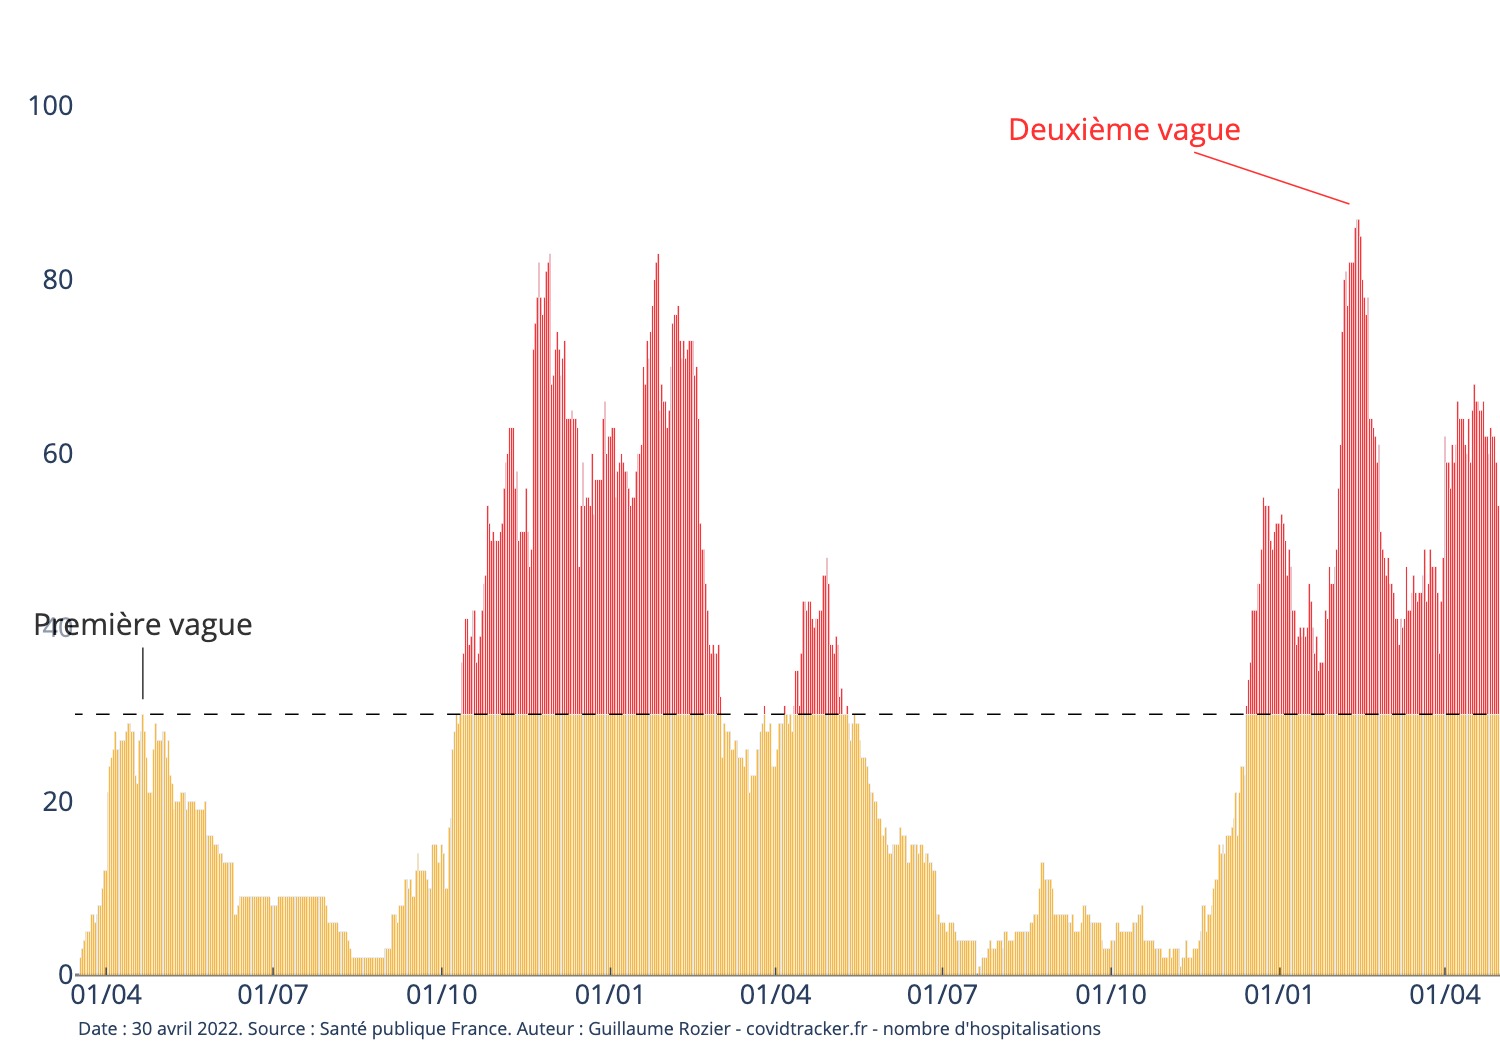 100
Deuxième vague
80
60
40
Première vague
20
0
01/04 01/07 01/10 01/01 01/04 01/07 01/10 01/01 01/04
Date : 30 avril 2022. Source : Santé publique France. Auteur : Guillaume Rozier - covidtracker.fr - nombre d'hospitalisations